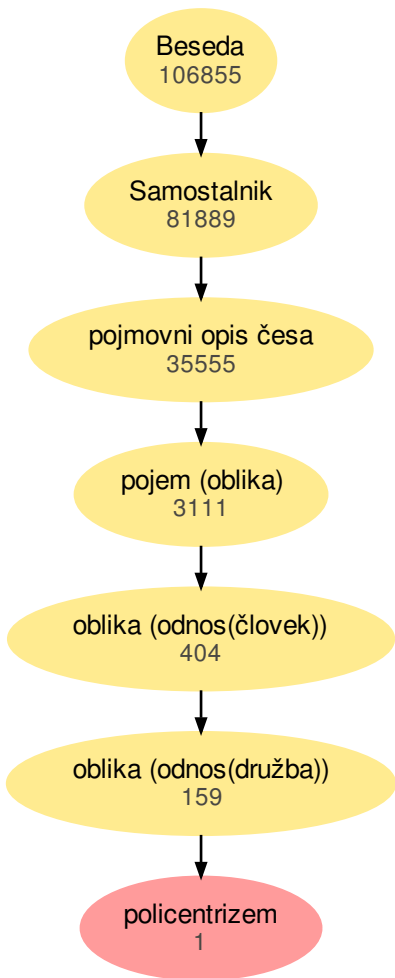 Beseda
106855
Samostalnik
81889
pojmovni opis česa
35555
pojem (oblika)
3111
oblika (odnos(človek))
404
oblika (odnos(družba))
159
policentrizem
1